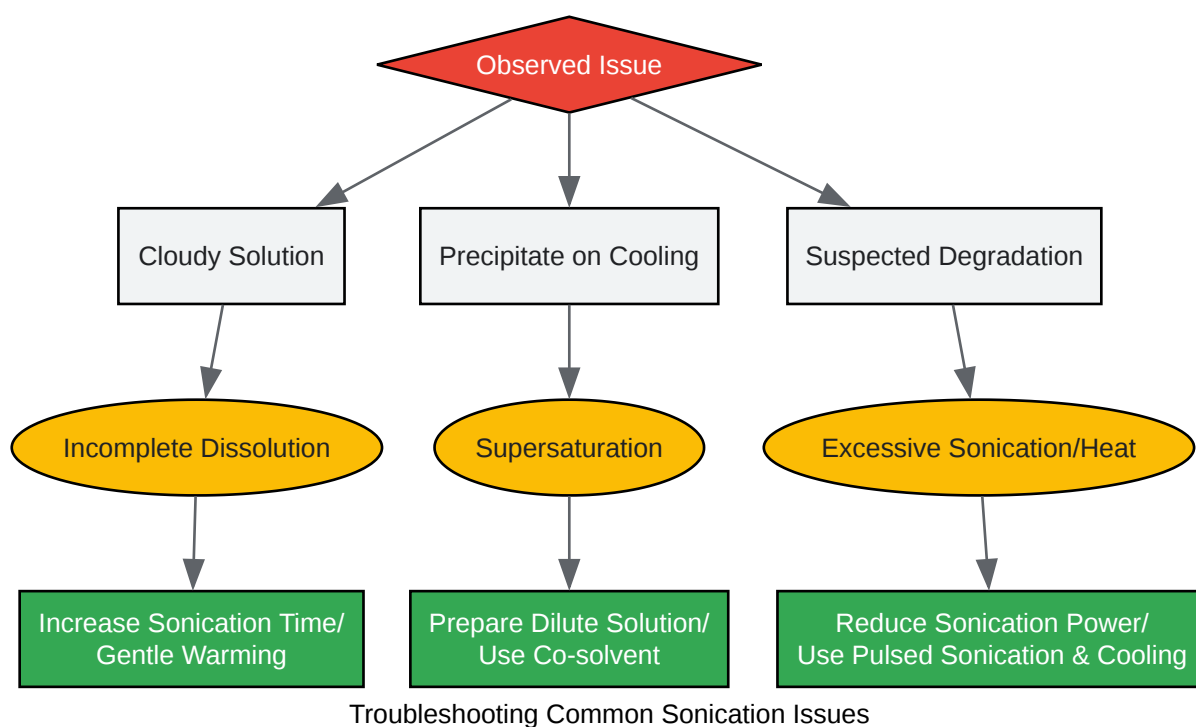 Observed Issue
Cloudy Solution
Precipitate on Cooling
Suspected Degradation
Incomplete Dissolution
Supersaturation
Excessive Sonication/Heat
Increase Sonication Time/
Gentle Warming
Prepare Dilute Solution/
Use Co-solvent
Reduce Sonication Power/
Use Pulsed Sonication & Cooling
Troubleshooting Common Sonication Issues